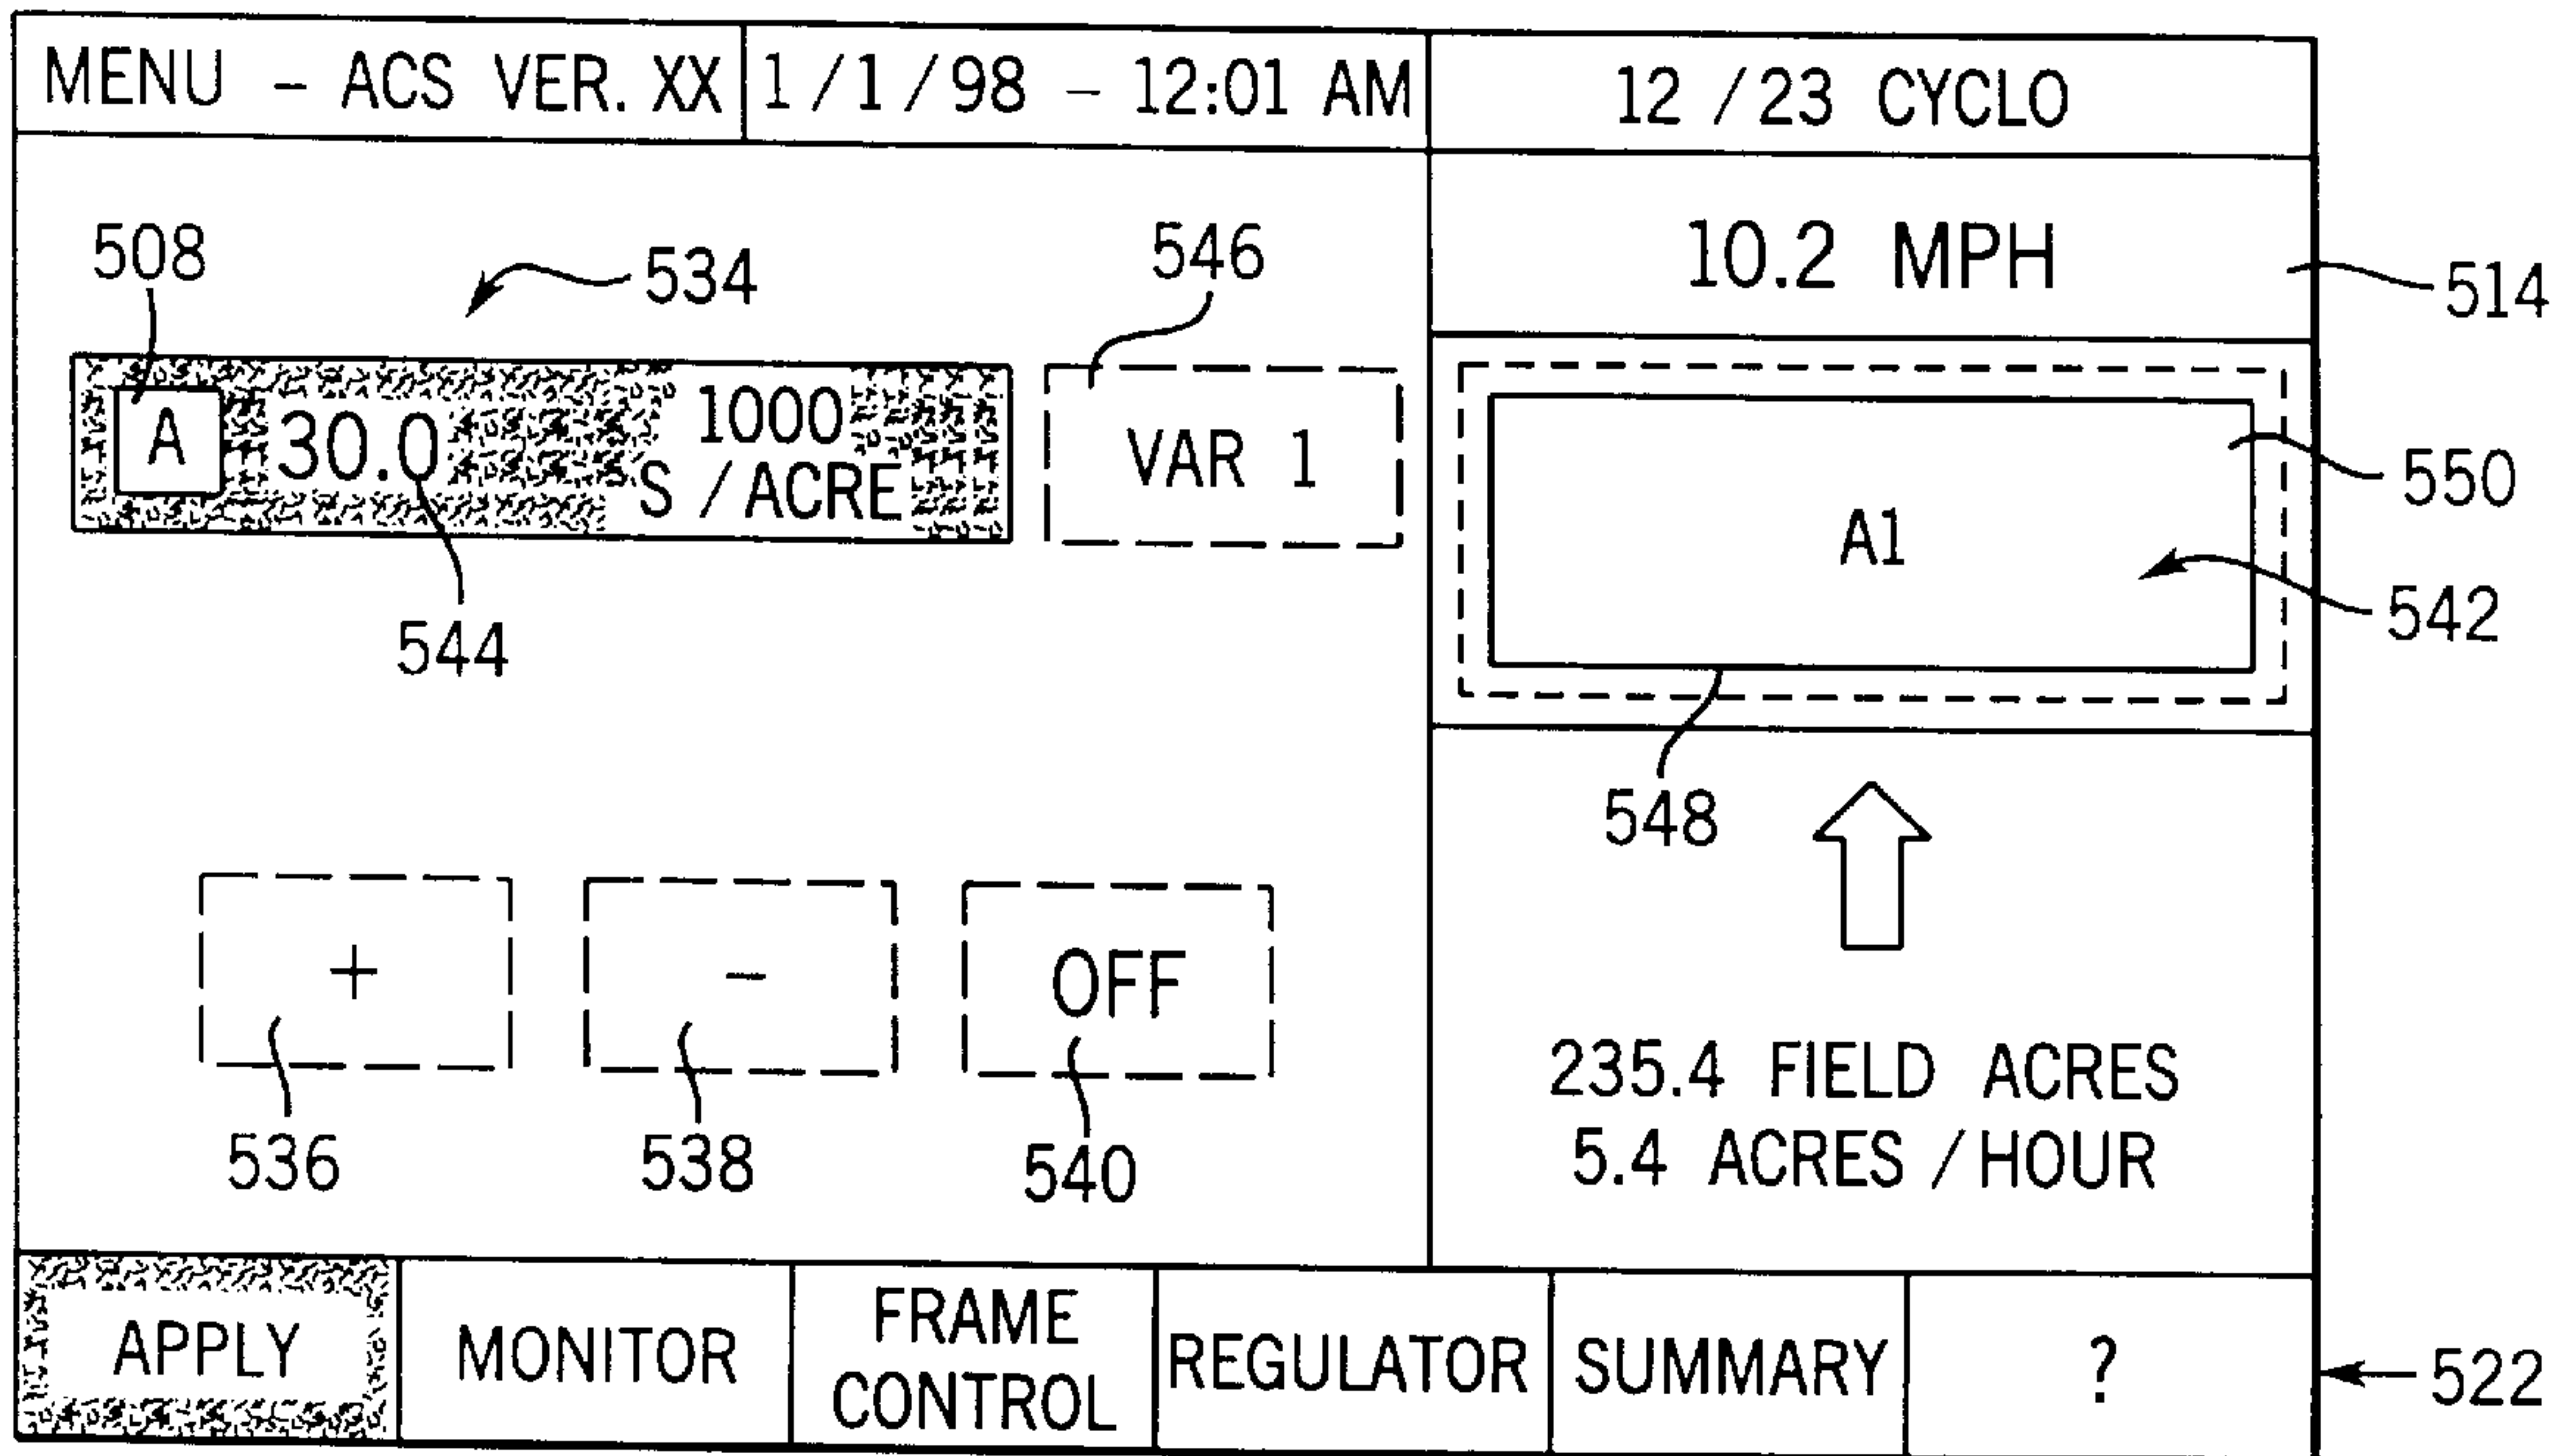 MENU - ACS VER. XX
1/1/98 - 12:01 AM
12/23 CYCLO
10.2 MPH
514
508
534
546
A
30.0
1000
S/ACRE
VAR 1
A1
550
542
544
548
+
-
OFF
536
538
540
235.4 FIELD ACRES
5.4 ACRES/HOUR
APPLY
MONITOR
FRAME
CONTROL
REGULATOR
SUMMARY
?
522